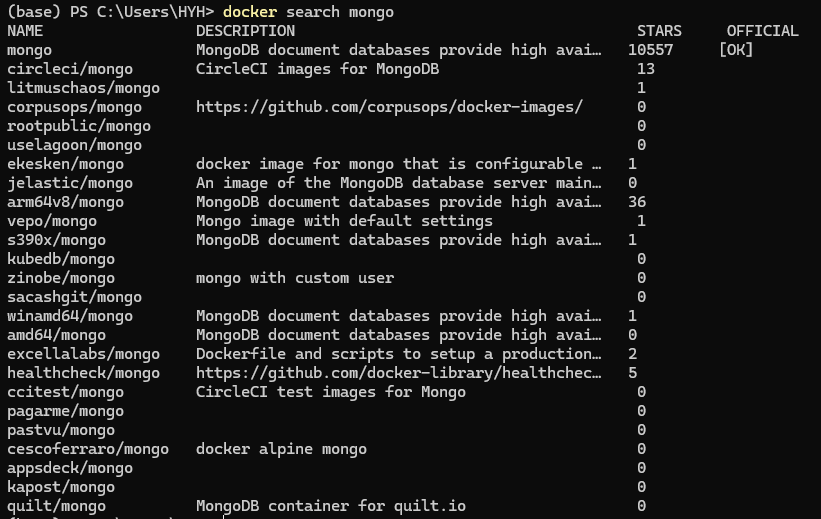 (base) PS C:\Users\HYH> docker search mongo
NAME DESCRIPTION STARS OFFICIAL
mongo MongoDB document databases provide high avai… 10557 [OK]
circleci/mongo CircleCI images for MongoDB 13
litmuschaos/mongo 1
corpusops/mongo https://github.com/corpusops/docker-images/ 0
rootpublic/mongo 0
uselagoon/mongo 0
ekesken/mongo docker image for mongo that is configurable … 1
jelastic/mongo An image of the MongoDB database server main… 0
arm64v8/mongo MongoDB document databases provide high avai… 36
vepo/mongo Mongo image with default settings 1
s390x/mongo MongoDB document databases provide high avai… 1
kubedb/mongo 0
zinobe/mongo mongo with custom user 0
sacashgit/mongo 0
winamd64/mongo MongoDB document databases provide high avai… 1
amd64/mongo MongoDB document databases provide high avai… 0
excellalabs/mongo Dockerfile and scripts to setup a production… 2
healthcheck/mongo https://github.com/docker-library/healthchec… 5
ccitest/mongo CircleCI test images for Mongo 0
pagarme/mongo 0
pastvu/mongo 0
cescoferraro/mongo docker alpine mongo 0
appsdeck/mongo 0
kapost/mongo 0
quilt/mongo MongoDB container for quilt.io 0